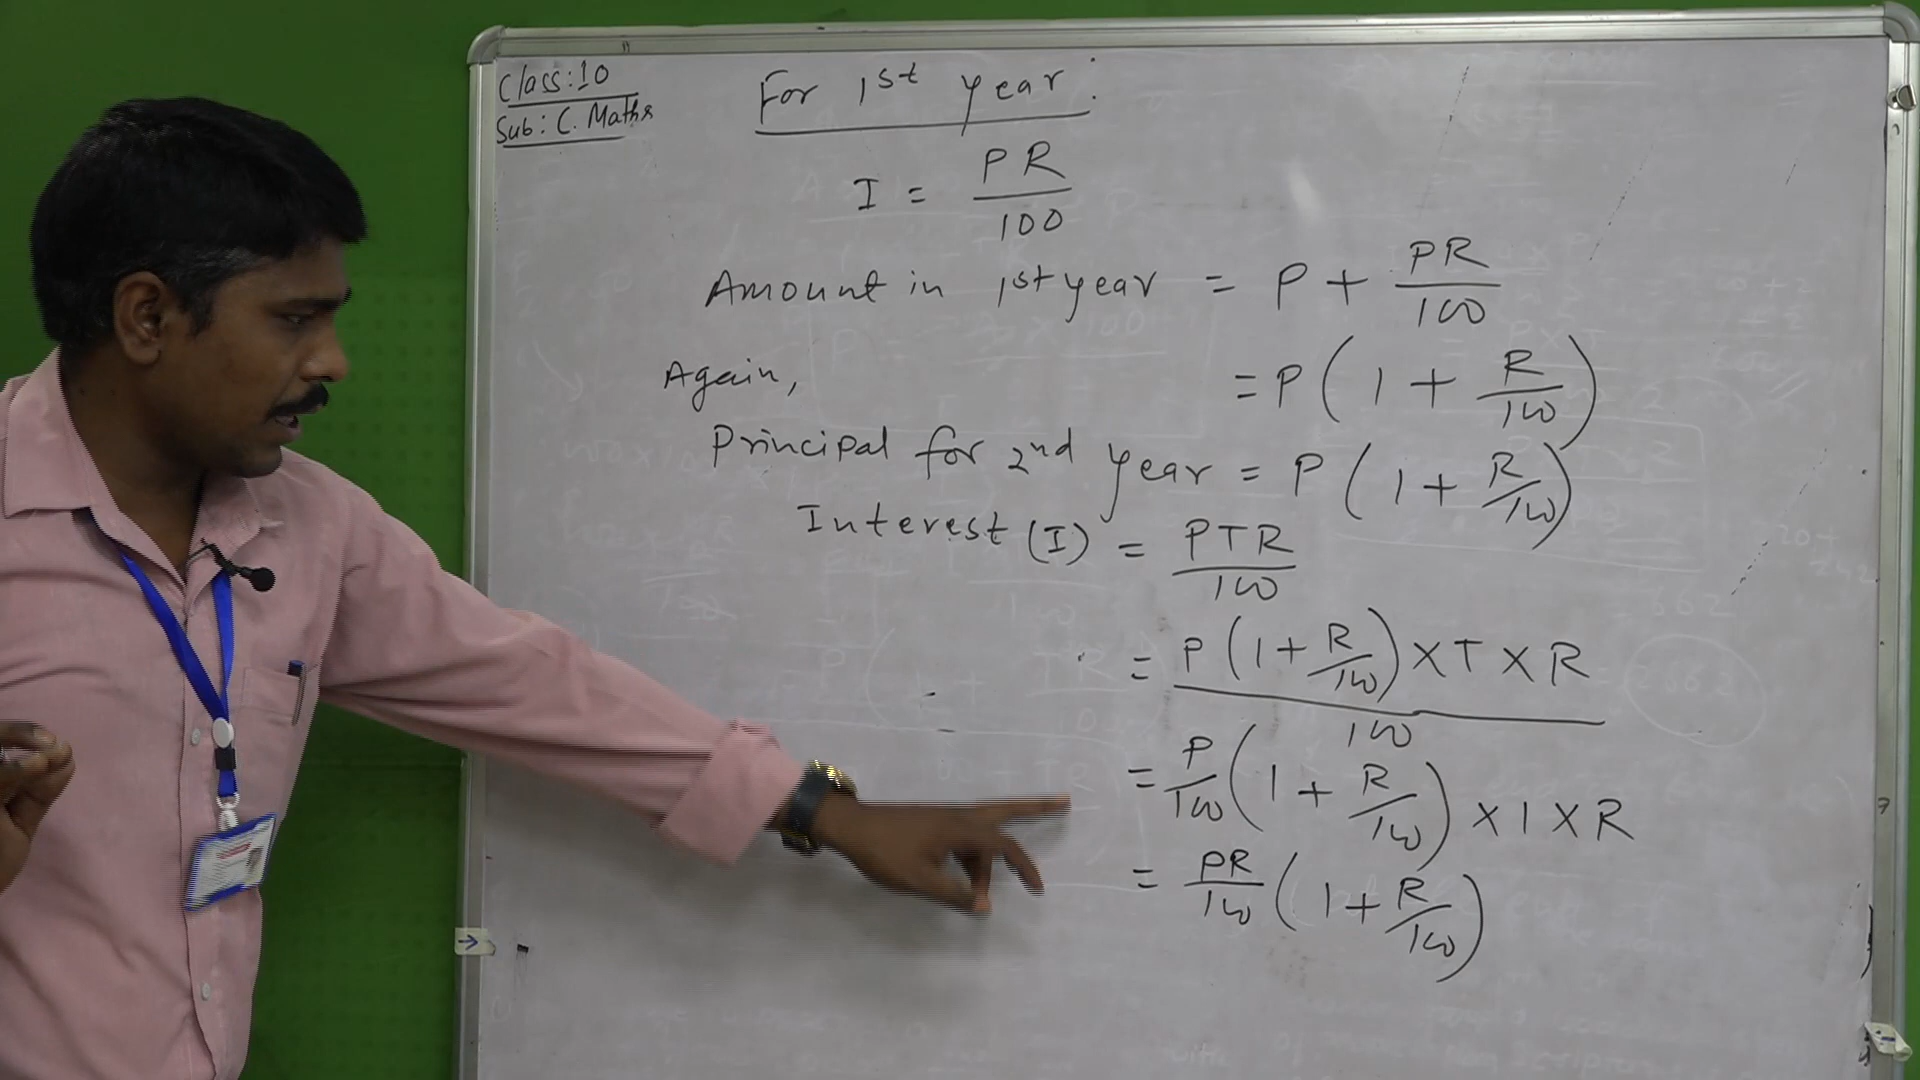 Class: 10
Sub: C. Maths
For 1st year:
I = PR/100
Amount in 1st year = P + PR/100
= P(1 + R/100)
Again,
Principal for 2nd year = P(1 + R/100)
Interest (I) = PTR/100
= P(1 + R/100) × T × R/100
= P/100(1 + R/100) × 1 × R
= PR/100(1 + R/100)